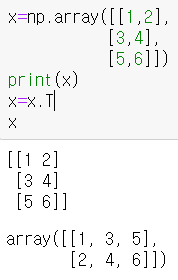 x=np.array([[1,2],
[3,4],
[5,6]])
print(x)
x=x.T
x
[[1 2]
[3 4]
[5 6]]
array([[1, 3, 5],
[2, 4, 6]])